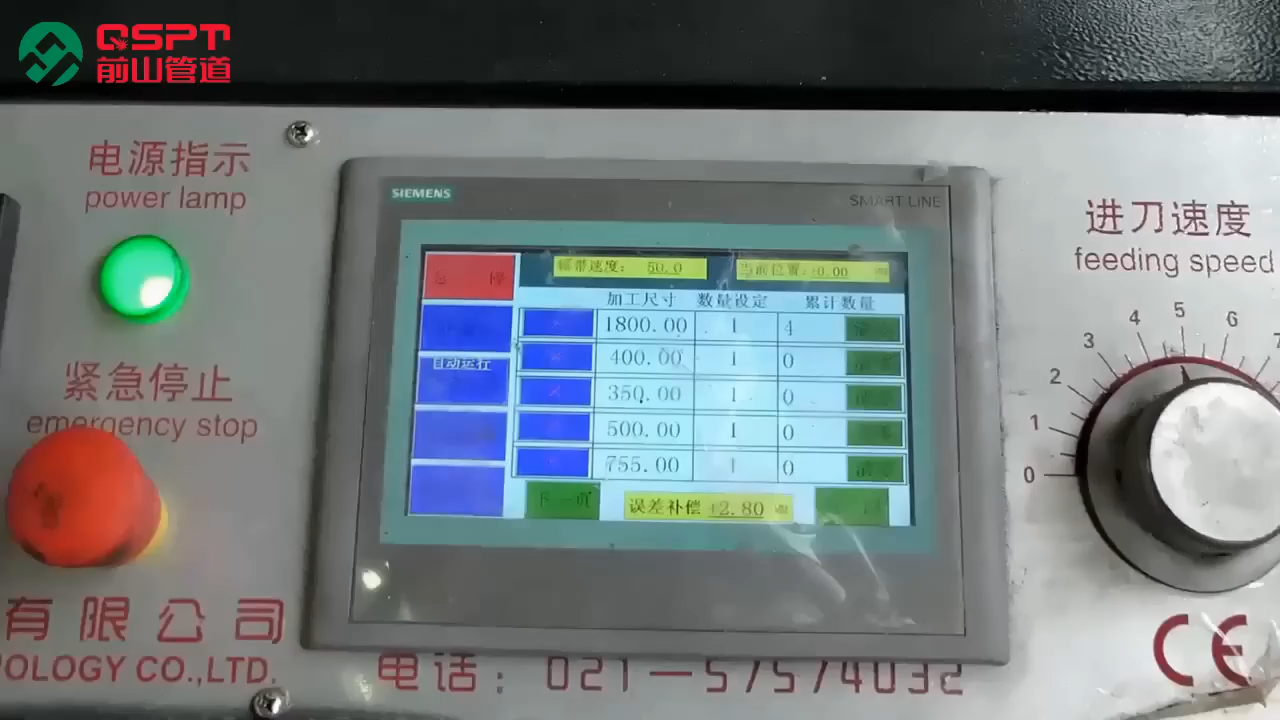 QSPT
前山管道
电源指示
power lamp
紧急停止
emergency stop
SIEMENS
SMART LINE
速度： 50.0
当前位置：+0.00
加工尺寸 数量设定 累计数量
1800.00 1 4
400.00 1 0
自动运行
350.00 1 0
500.00 1 0
755.00 1 0
下一页
误差补偿 +2.80
进刀速度
feeding speed
0 1 2 3 4 5 6 7
有限公司
OLOGY CO.,LTD.
电话：021—57574032
CE